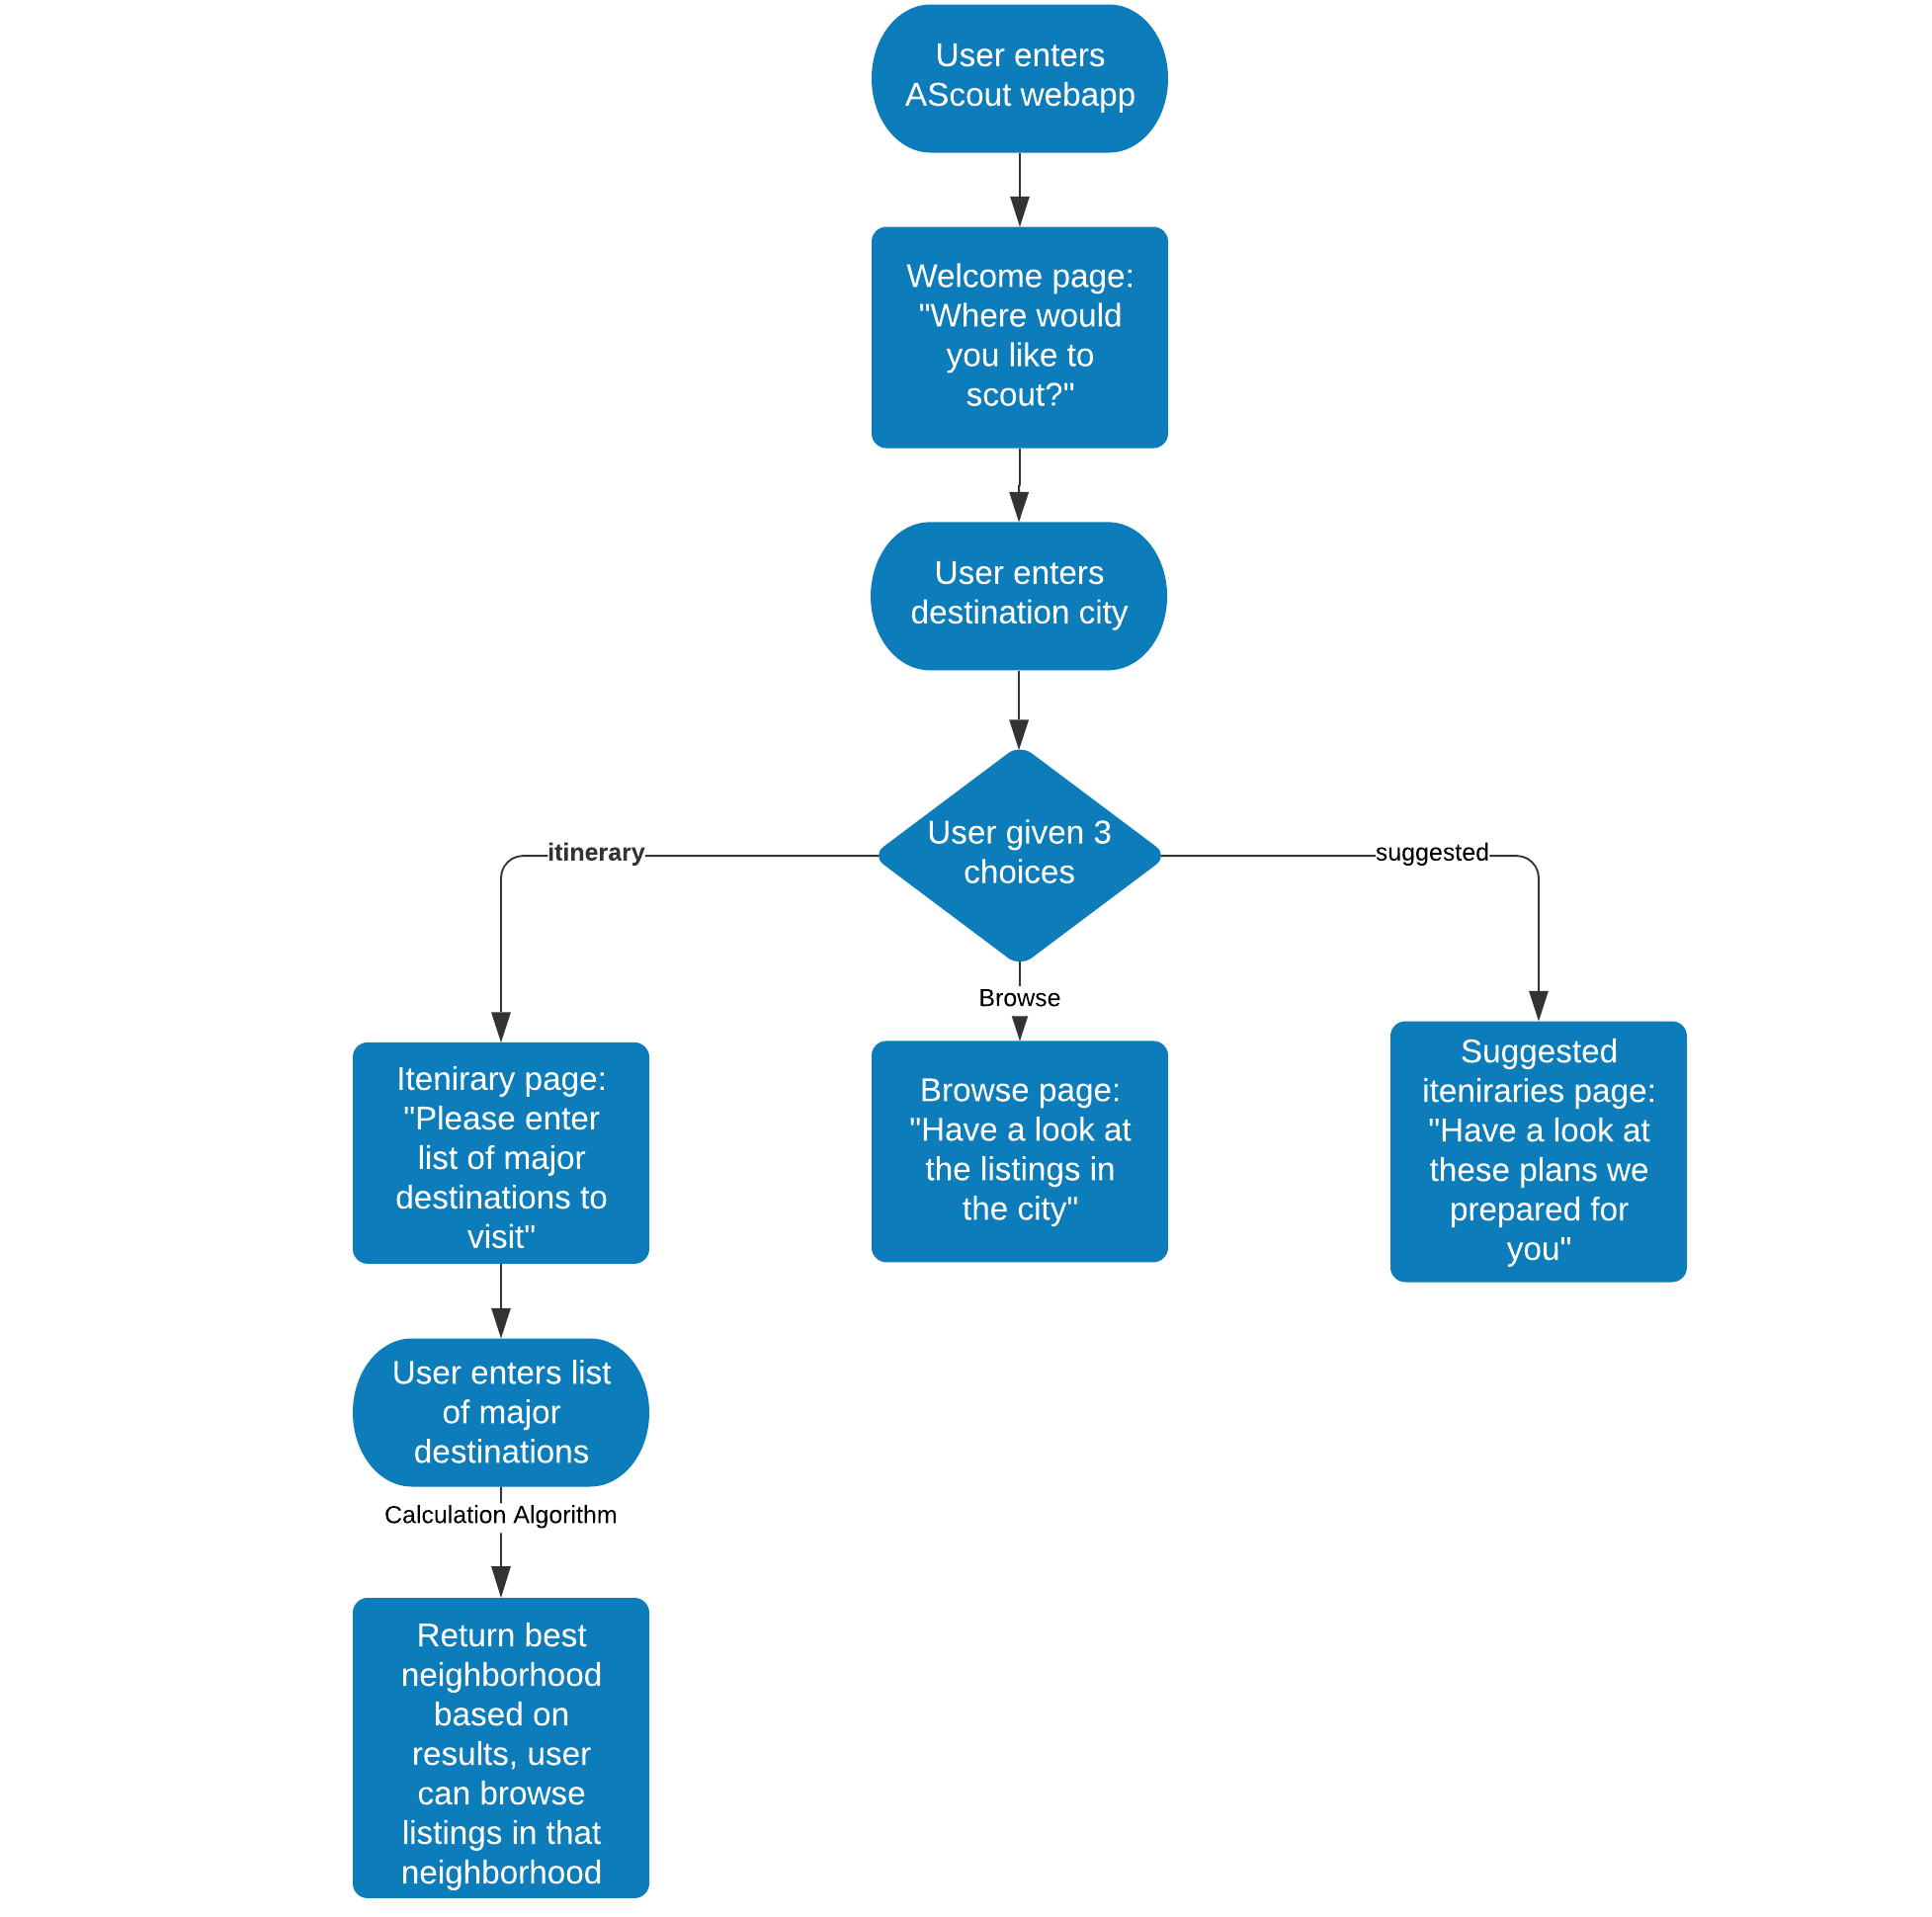 User enters
AScout webapp
Welcome page:
"Where would
you like to
scout?"
User enters
destination city
User given 3
choices
itinerary
suggested
Browse
Itenirary page:
"Please enter
list of major
destinations to
visit"
Browse page:
"Have a look at
the listings in
the city"
Suggested
iteniraries page:
"Have a look at
these plans we
prepared for
you"
User enters list
of major
destinations
Calculation Algorithm
Return best
neighborhood
based on
results, user
can browse
listings in that
neighborhood